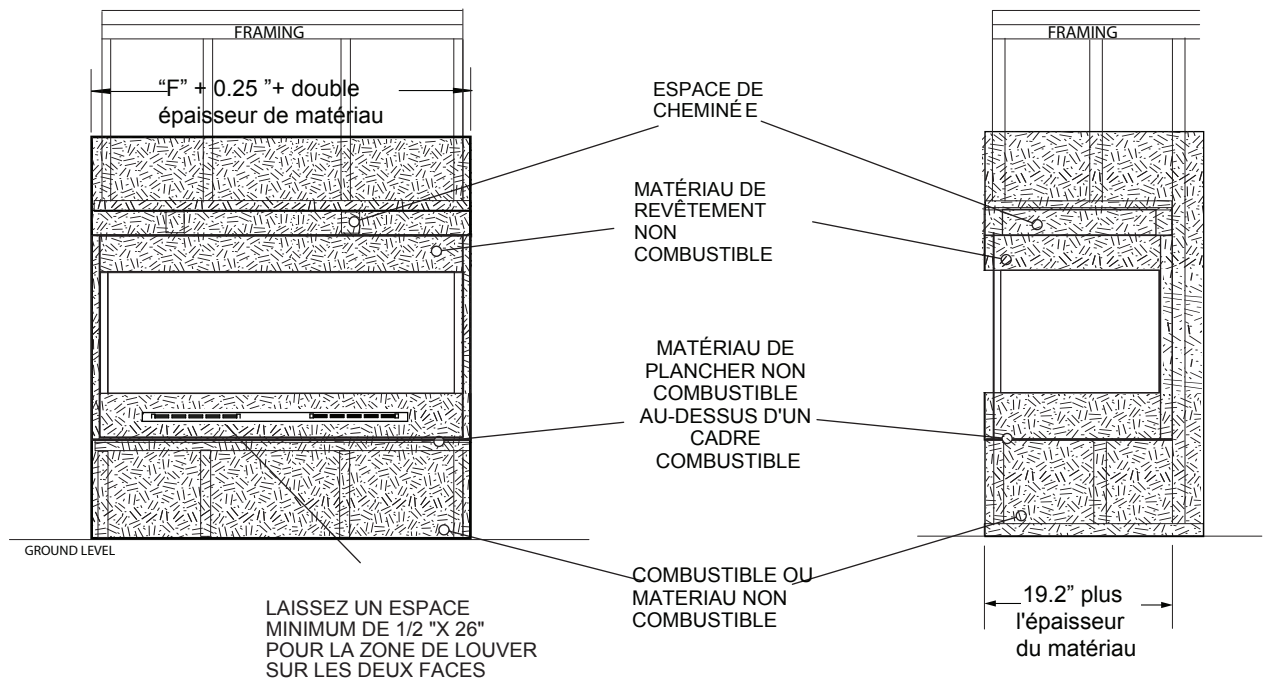 FRAMING
FRAMING
“F” + 0.25 ”+ double
épaisseur de matériau
ESPACE DE
CHEMINÉ E
MATÉRIAU DE
REVÊTEMENT
NON
COMBUSTIBLE
MATÉRIAU DE
PLANCHER NON
COMBUSTIBLE
AU-DESSUS D'UN
CADRE
COMBUSTIBLE
GROUND LEVEL
COMBUSTIBLE OU
MATERIAU NON
COMBUSTIBLE
LAISSEZ UN ESPACE
MINIMUM DE 1/2 "X 26"
POUR LA ZONE DE LOUVER
SUR LES DEUX FACES
19.2” plus
l'épaisseur
du matériau